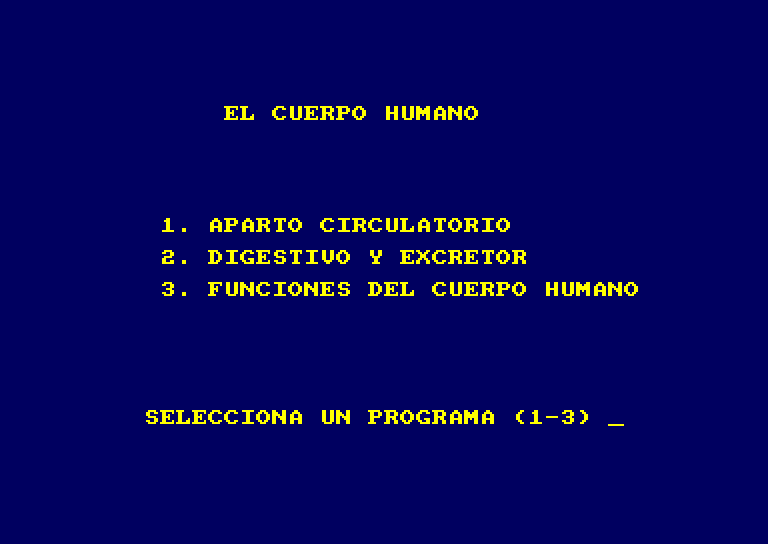 EL CUERPO HUMANO
1. APARTO CIRCULATORIO
2. DIGESTIVO Y EXCRETOR
3. FUNCIONES DEL CUERPO HUMANO
SELECCIONA UN PROGRAMA (1-3) _